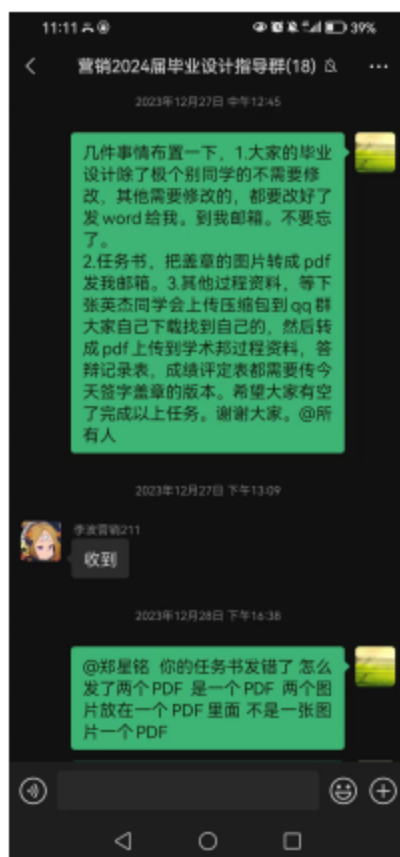 11:11
39%
营销2024届毕业设计指导群(18)
2023年12月27日 中午12:45
几件事情布置一下，1.大家的毕业
设计除了极个别同学的不需要修
改，其他需要修改的，都要改好了
发word给我。到我邮箱。不要忘
了。
2.任务书，把盖章的图片转成pdf
发我邮箱。3.其他过程资料，等下
张英杰同学会上传压缩包到qq群
大家自己下载找到自己的，然后转
成pdf上传到学术邦过程资料，答
辩记录表，成绩评定表都需要传今
天签字盖章的版本。希望大家有空
了完成以上任务。谢谢大家。@所
有人
2023年12月27日 下午13:09
李波营销211
收到
2023年12月28日 下午16:38
@郑星铭 你的任务书发错了 怎么
发了两个PDF 是一个PDF 两个图
片放在一个PDF里面 不是一张图
片一个PDF